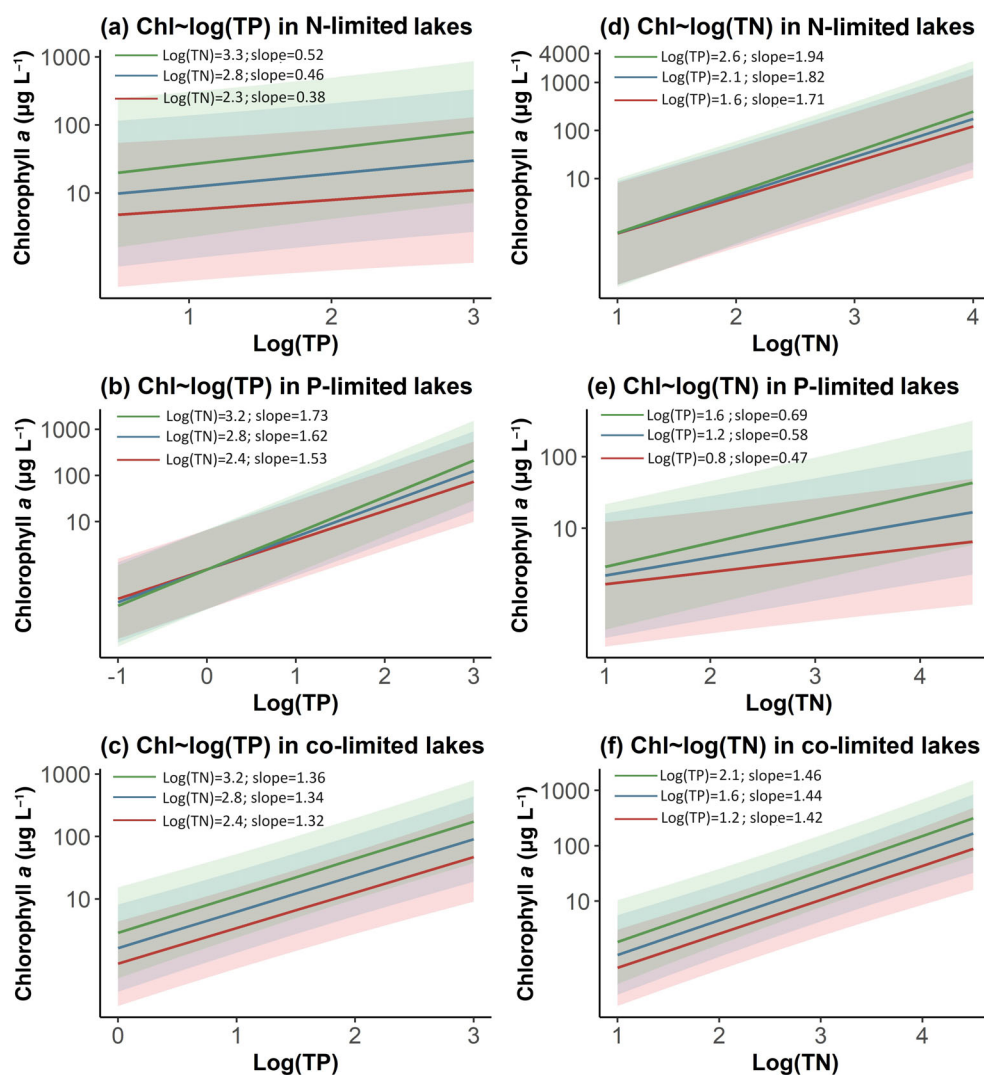 (a) Chl~log(TP) in N-limited lakes
Log(TN)=3.3; slope=0.52
Log(TN)=2.8; slope=0.46
Log(TN)=2.3; slope=0.38
1000
100
10
Chlorophyll a (µg L⁻¹)
1 2 3
Log(TP)
(d) Chl~log(TN) in N-limited lakes
Log(TP)=2.6 ; slope=1.94
Log(TP)=2.1 ; slope=1.82
Log(TP)=1.6 ; slope=1.71
4000
1000
100
10
Chlorophyll a (µg L⁻¹)
1 2 3 4
Log(TN)
(b) Chl~log(TP) in P-limited lakes
Log(TN)=3.2; slope=1.73
Log(TN)=2.8; slope=1.62
Log(TN)=2.4; slope=1.53
1000
100
10
Chlorophyll a (µg L⁻¹)
-1 0 1 2 3
Log(TP)
(e) Chl~log(TN) in P-limited lakes
Log(TP)=1.6 ;slope=0.69
Log(TP)=1.2 ;slope=0.58
Log(TP)=0.8 ;slope=0.47
100
10
Chlorophyll a (µg L⁻¹)
1 2 3 4
Log(TN)
(c) Chl~log(TP) in co-limited lakes
Log(TN)=3.2; slope=1.36
Log(TN)=2.8; slope=1.34
Log(TN)=2.4; slope=1.32
1000
100
10
Chlorophyll a (µg L⁻¹)
0 1 2 3
Log(TP)
(f) Chl~log(TN) in co-limited lakes
Log(TP)=2.1; slope=1.46
Log(TP)=1.6; slope=1.44
Log(TP)=1.2; slope=1.42
1000
100
10
Chlorophyll a (µg L⁻¹)
1 2 3 4
Log(TN)